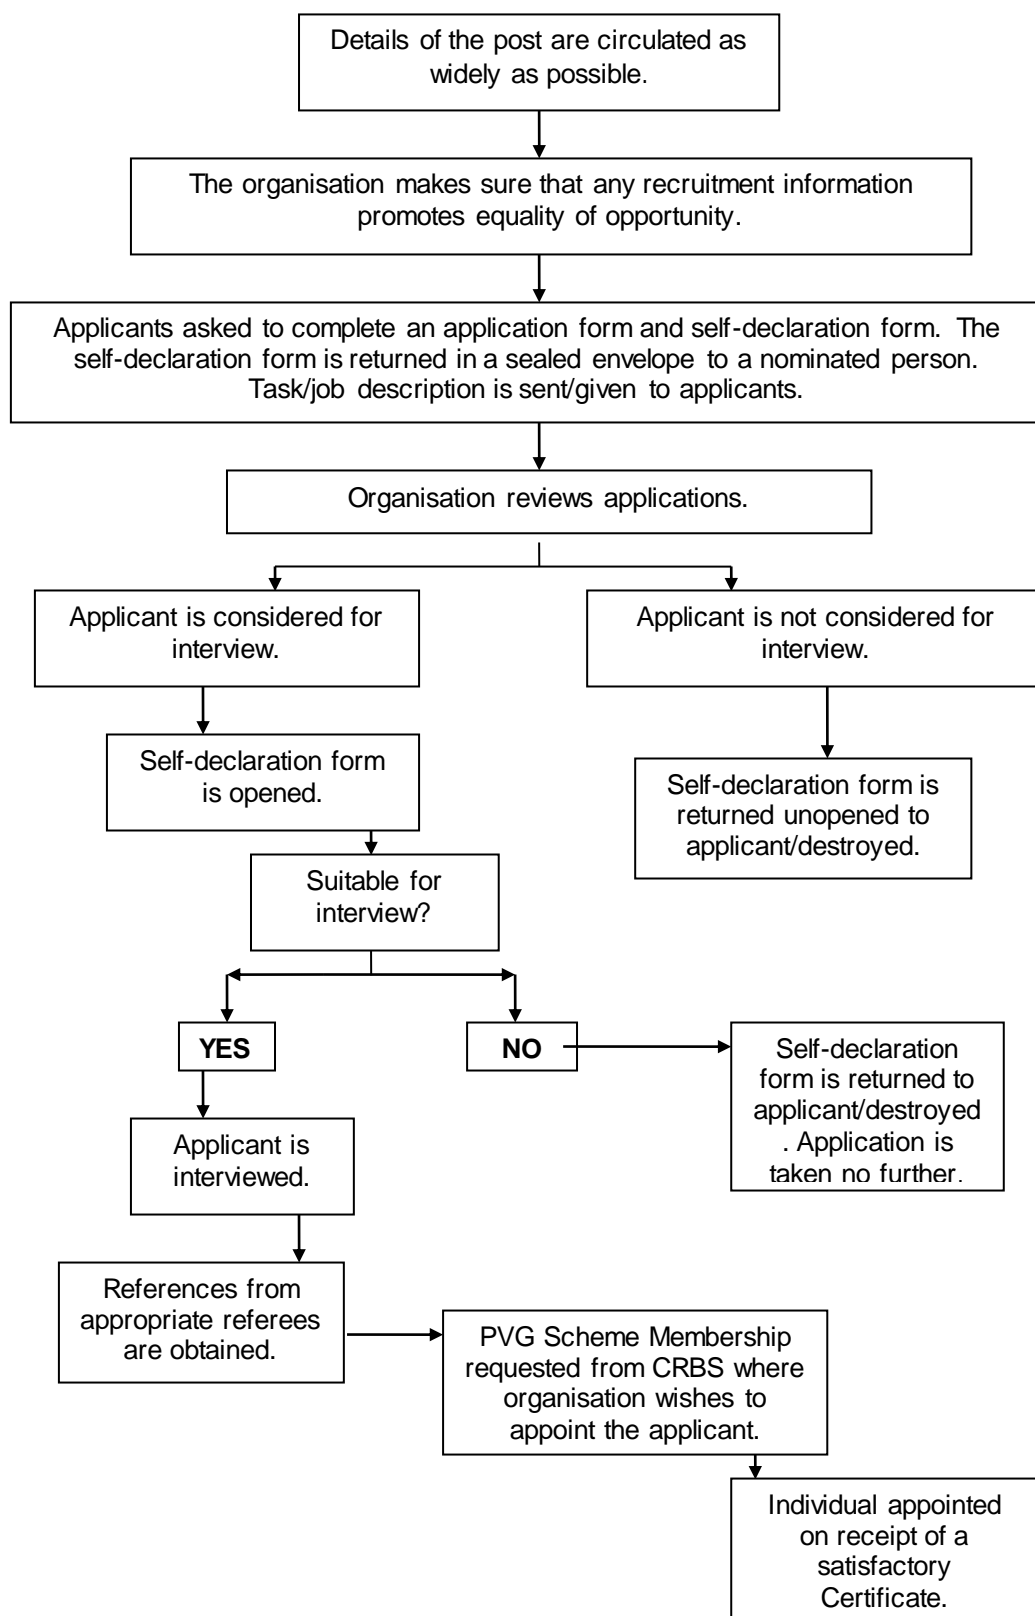 Details of the post are circulated as
widely as possible.
The organisation makes sure that any recruitment information
promotes equality of opportunity.
Applicants asked to complete an application form and self-declaration form. The
self-declaration form is returned in a sealed envelope to a nominated person.
Task/job description is sent/given to applicants.
Organisation reviews applications.
Applicant is considered for
interview.
Applicant is not considered for
interview.
Self-declaration form
is opened.
Self-declaration form is
returned unopened to
applicant/destroyed.
Suitable for
interview?
YES
NO
Self-declaration
form is returned to
applicant/destroyed
. Application is
taken no further.
Applicant is
interviewed.
References from
appropriate referees
are obtained.
PVG Scheme Membership
requested from CRBS where
organisation wishes to
appoint the applicant.
Individual appointed
on receipt of a
satisfactory
Certificate.